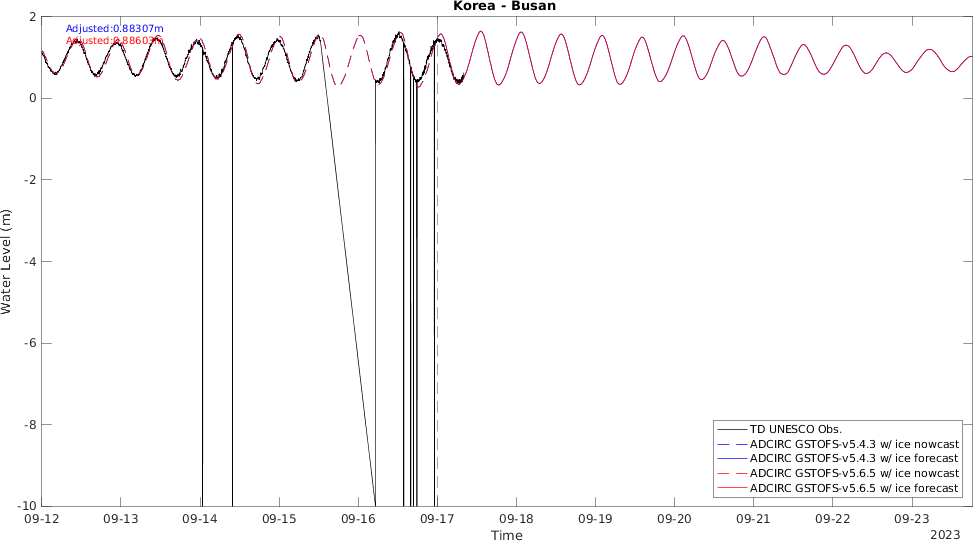 Korea - Busan
Adjusted:0.88307m
Adjusted:0.88603m
2
0
-2
-4
-6
-8
-10
Water Level (m)
TD UNESCO Obs.
ADCIRC GSTOFS-v5.4.3 w/ ice nowcast
ADCIRC GSTOFS-v5.4.3 w/ ice forecast
ADCIRC GSTOFS-v5.6.5 w/ ice nowcast
ADCIRC GSTOFS-v5.6.5 w/ ice forecast
09-12 09-13 09-14 09-15 09-16 09-17 09-18 09-19 09-20 09-21 09-22 09-23
Time
2023